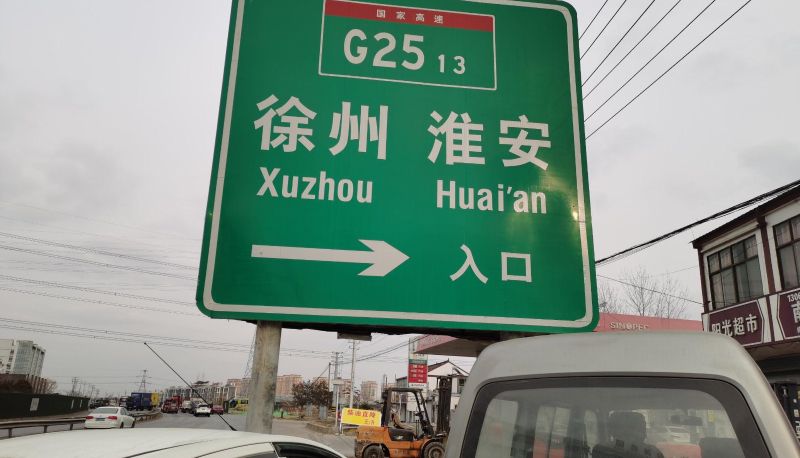 国家高速
G25 13
徐州 淮安
Xuzhou Huai'an
入口
SINOPEC
阳光超市